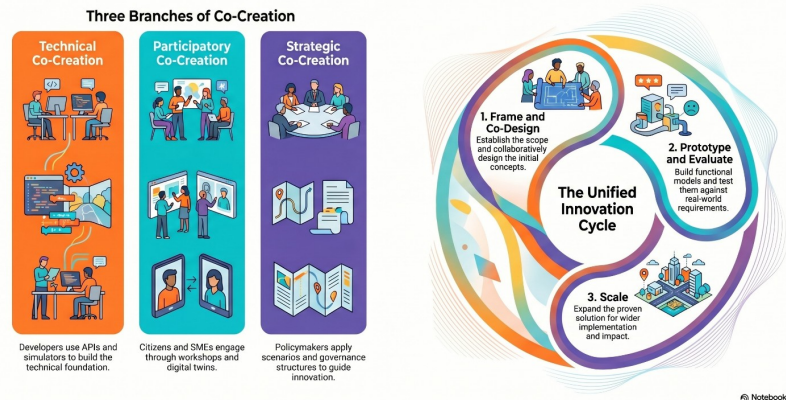 Three Branches of Co-Creation
Technical
Co-Creation
Developers use APIs and
simulators to build the
technical foundation.
Participatory
Co-Creation
Citizens and SMEs engage
through workshops and
digital twins.
Strategic
Co-Creation
Policymakers apply
scenarios and governance
structures to guide
innovation.
The Unified
Innovation
Cycle
1. Frame and
Co-Design
Establish the scope
and collaboratively
design the initial
concepts.
2. Prototype
and Evaluate
Build functional
models and test
them against
real-world
requirements.
3. Scale
Expand the proven
solution for wider
implementation
and impact.
Notebook